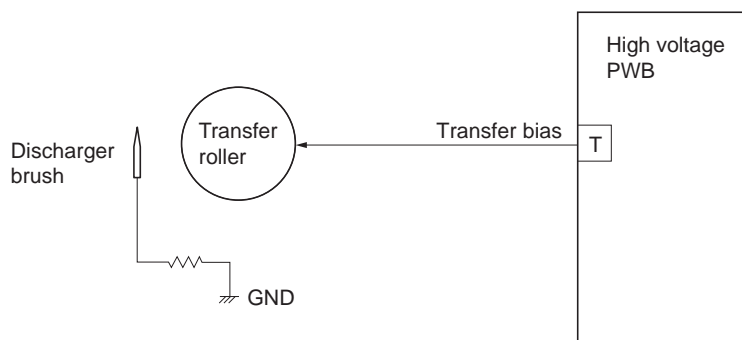 High voltage
PWB
Transfer bias
T
Transfer
roller
Discharger
brush
GND